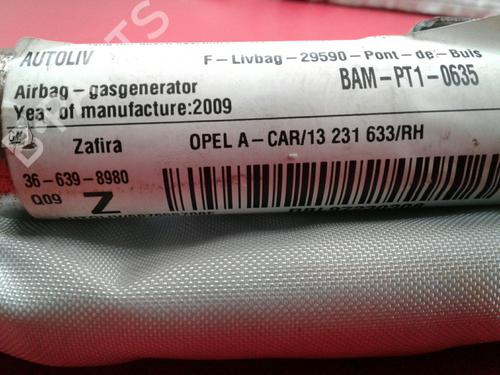 AUTOLIV
F-Livbag-29590-Pont-de-Buis
Airbag-gasgenerator
BAM-PT1-0635
Year of manufacture:2009
GM
Zafira
OPEL A-CAR/13 231 633/RH
36-639-8980
Q09
Z